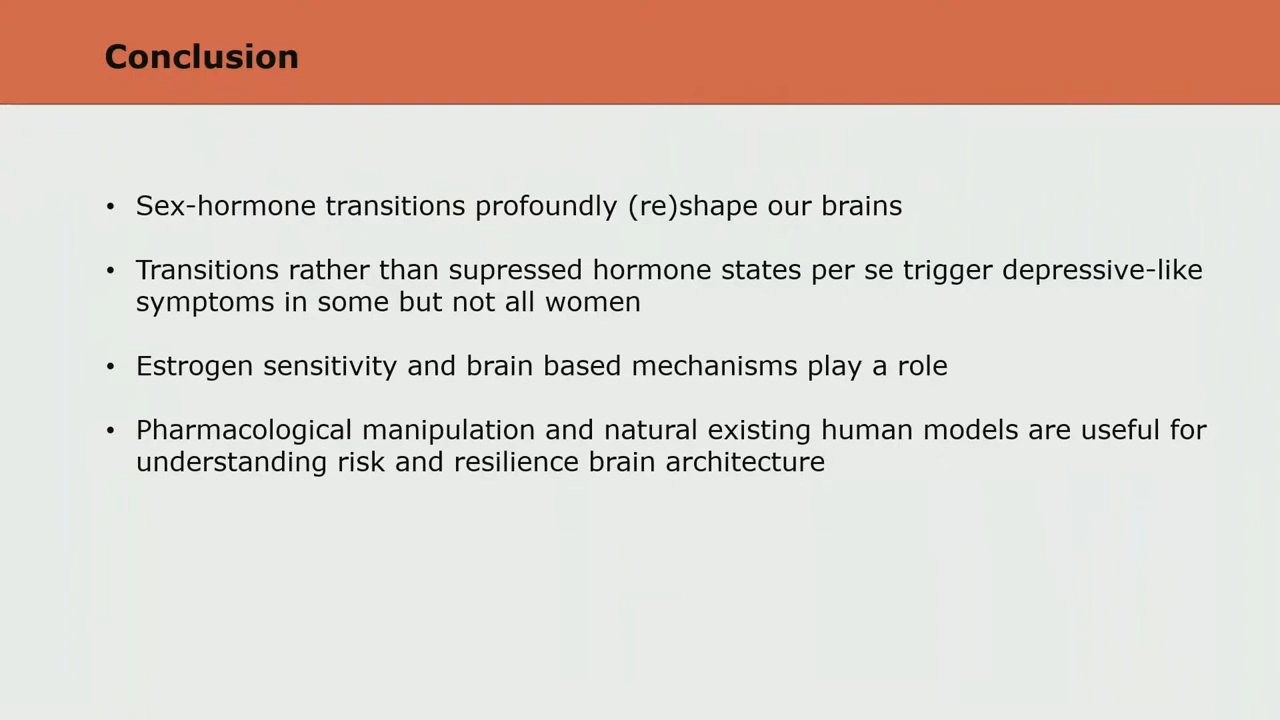 Conclusion
• Sex-hormone transitions profoundly (re)shape our brains
• Transitions rather than supressed hormone states per se trigger depressive-like
symptoms in some but not all women
• Estrogen sensitivity and brain based mechanisms play a role
• Pharmacological manipulation and natural existing human models are useful for
understanding risk and resilience brain architecture